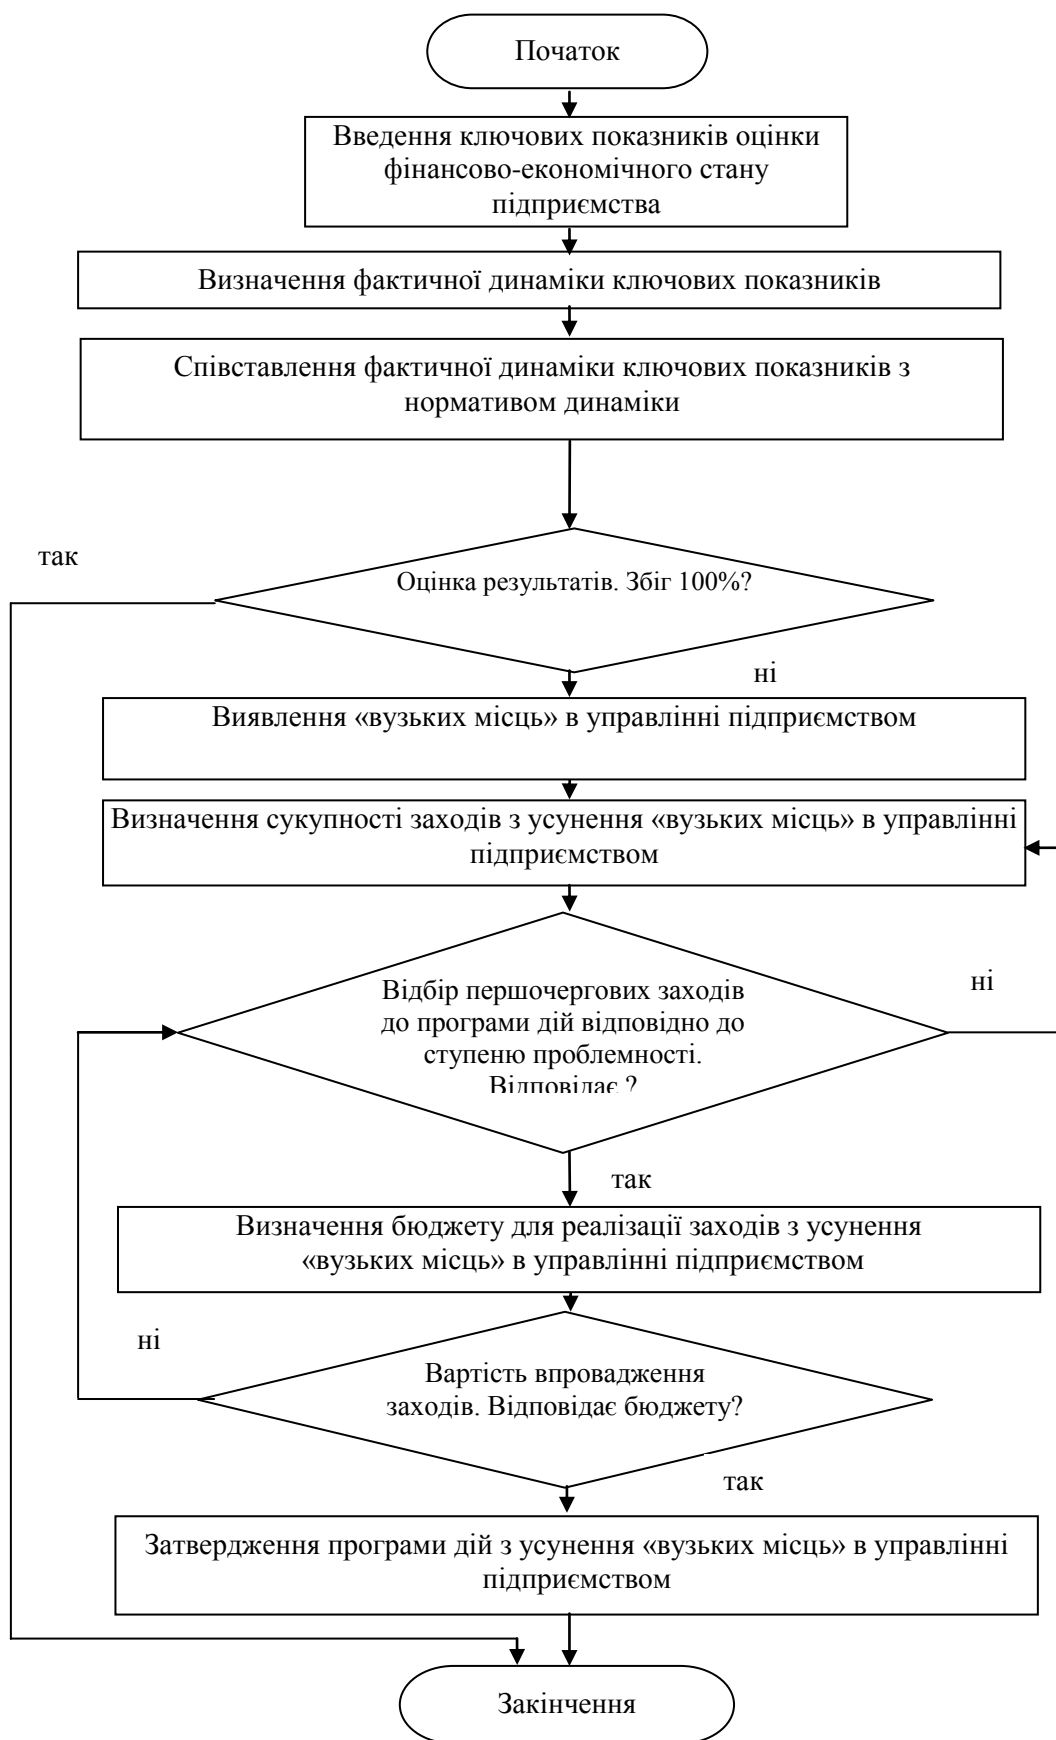 Початок
Введення ключових показників оцінки
фінансово-економічного стану
підприємства
Визначення фактичної динаміки ключових показників
Співставлення фактичної динаміки ключових показників з
нормативом динаміки
так
Оцінка результатів. Збіг 100%?
ні
Виявлення «вузьких місць» в управлінні підприємством
Визначення сукупності заходів з усунення «вузьких місць» в управлінні
підприємством
ні
Відбір першочергових заходів
до програми дій відповідно до
ступеню проблемності.
Відповідає ?
так
Визначення бюджету для реалізації заходів з усунення
«вузьких місць» в управлінні підприємством
ні
Вартість впровадження
заходів. Відповідає бюджету?
так
Затвердження програми дій з усунення «вузьких місць» в управлінні
підприємством
Закінчення